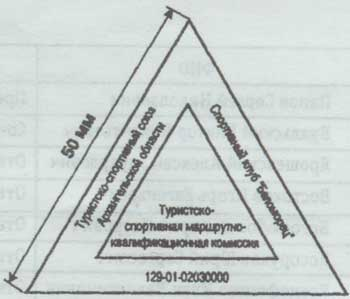 50 мм
Туристско-спортивный союз
Архангельской области
Спортивный клуб "Беломорец"
Туристско-
спортивная маршрутно-
квалификационная комиссия
129-01-02030000